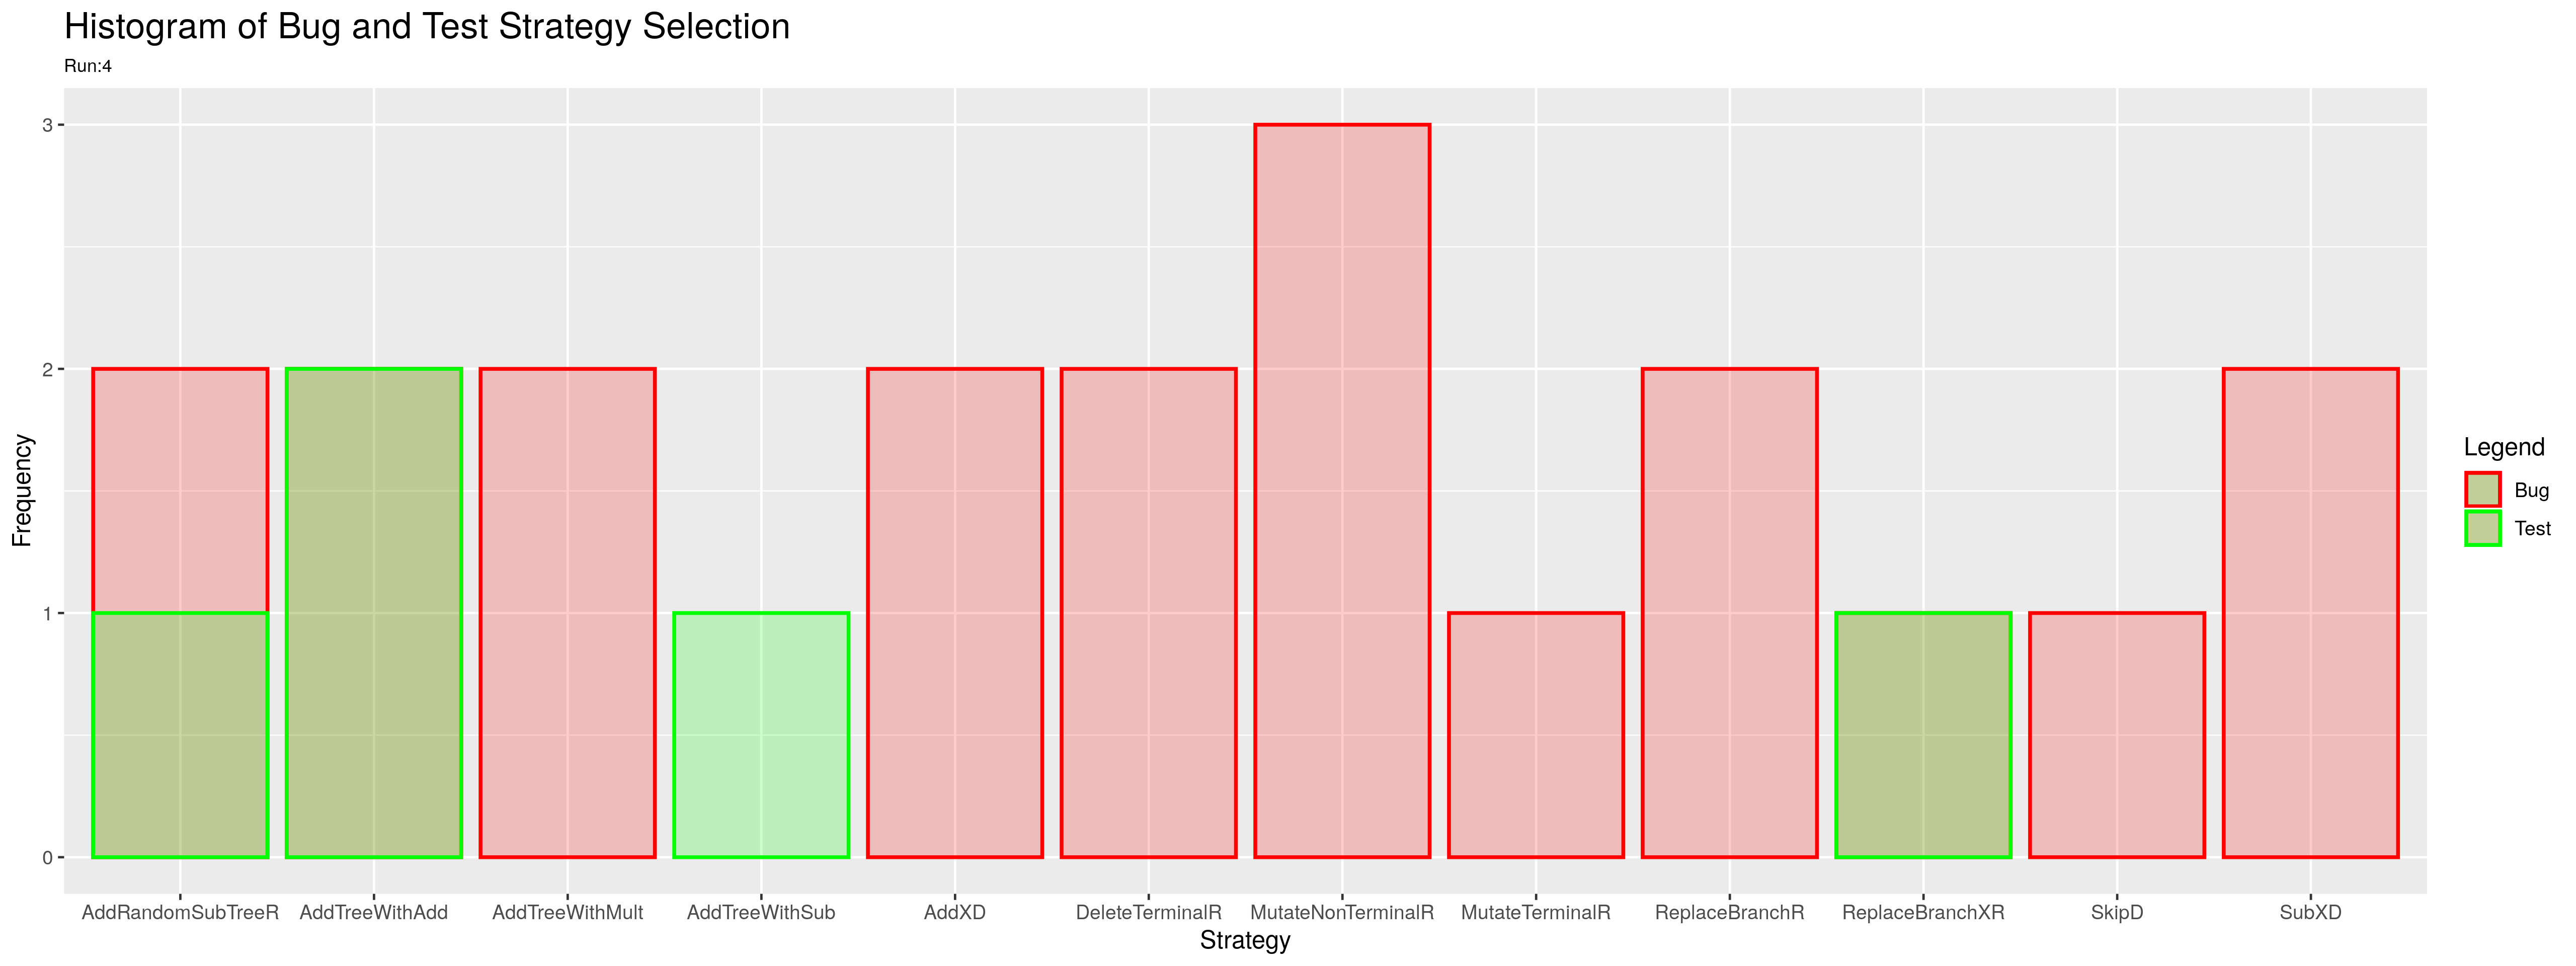 Histogram of Bug and Test Strategy Selection
Run:4
3
2
1
0
Frequency
AddRandomSubTreeR AddTreeWithAdd AddTreeWithMult AddTreeWithSub AddXD DeleteTerminalR MutateNonTerminalR MutateTerminalR ReplaceBranchR ReplaceBranchXR SkipD SubXD
Strategy
Legend
Bug
Test